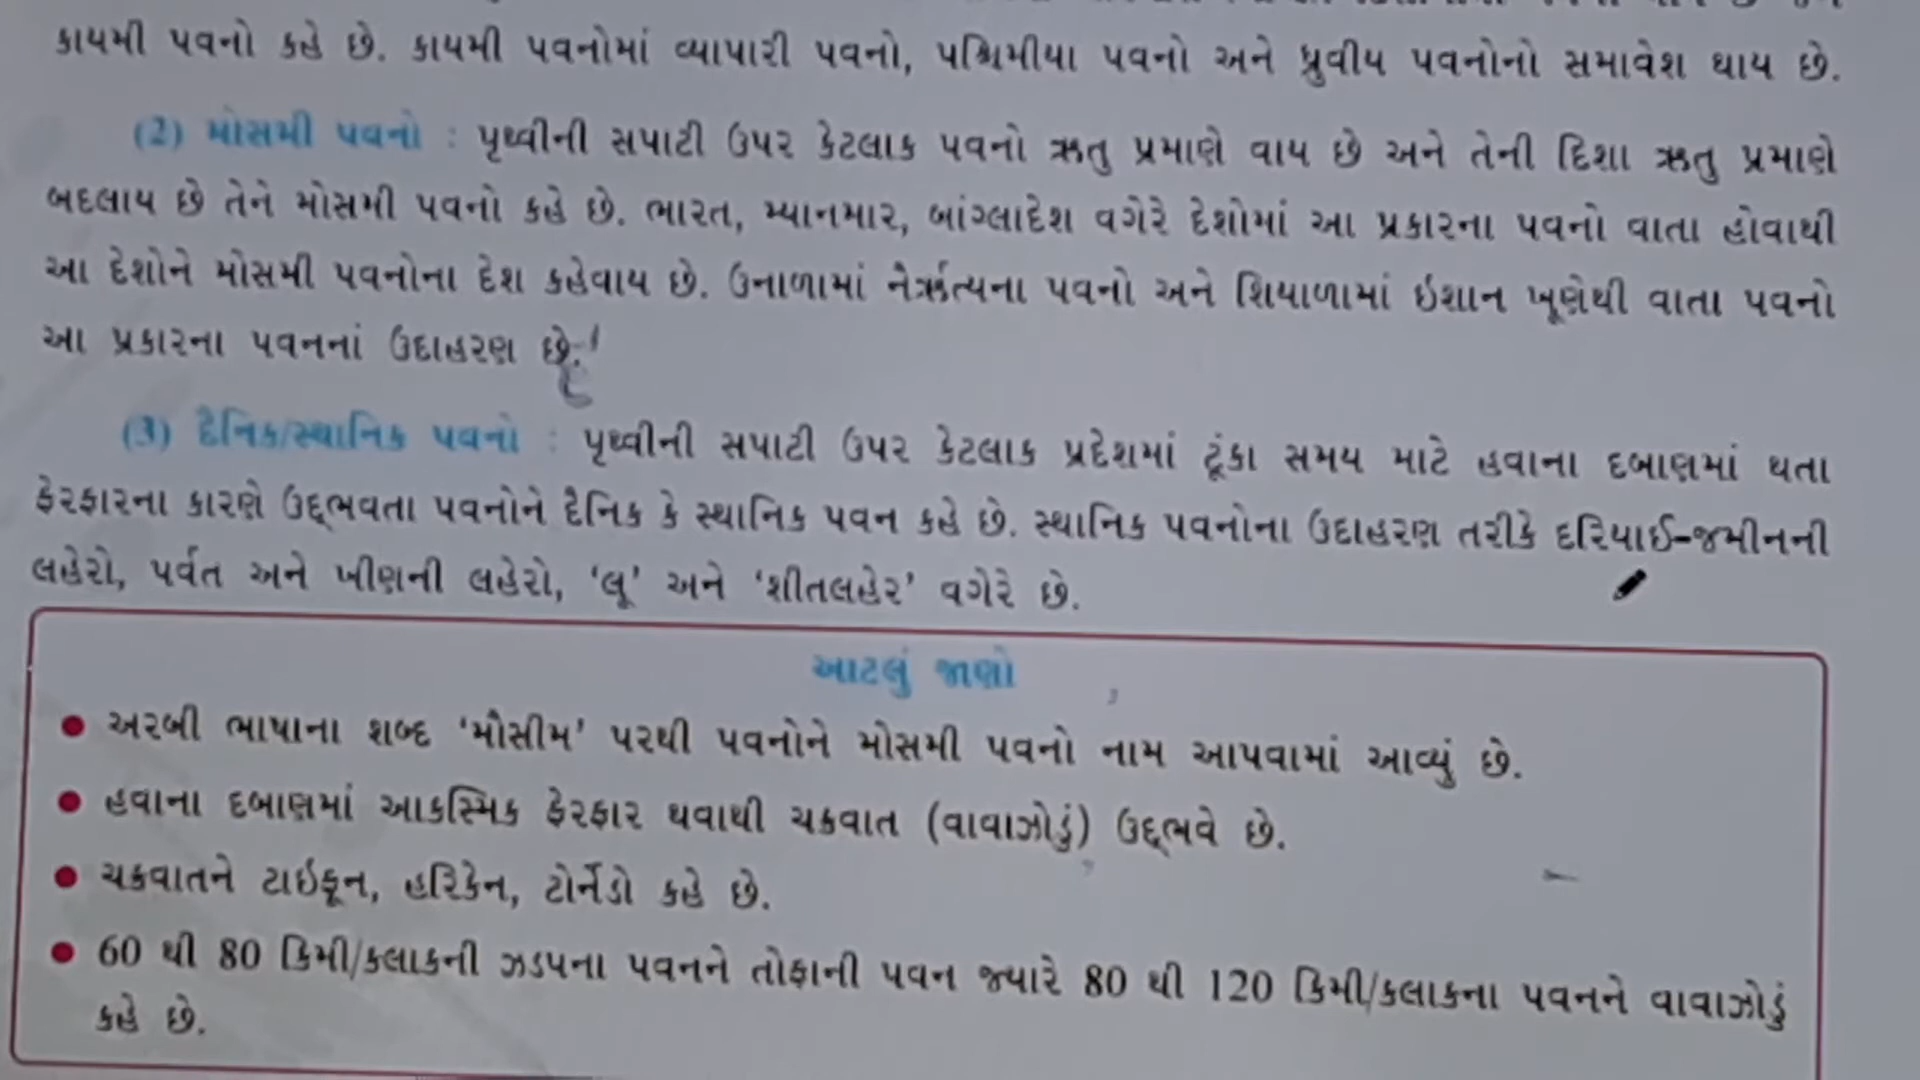 કાયમી પવનો કહે છે. કાયમી પવનોમાં વ્યાપારી પવનો, પશ્ચિમીયા પવનો અને ધ્રુવીય પવનોનો સમાવેશ થાય છે.
(2) મોસમી પવનો : પૃથ્વીની સપાટી ઉપર કેટલાક પવનો ઋતુ પ્રમાણે વાય છે અને તેની દિશા ઋતુ પ્રમાણે
બદલાય છે તેને મોસમી પવનો કહે છે. ભારત, મ્યાનમાર, બાંગ્લાદેશ વગેરે દેશોમાં આ પ્રકારના પવનો વાતા હોવાથી
આ દેશોને મોસમી પવનોના દેશ કહેવાય છે. ઉનાળામાં નૈર્ઋત્યના પવનો અને શિયાળામાં ઇશાન ખૂણેથી વાતા પવનો
આ પ્રકારના પવનનાં ઉદાહરણ છે.
(3) દૈનિક/સ્થાનિક પવનો : પૃથ્વીની સપાટી ઉપર કેટલાક પ્રદેશમાં ટૂંકા સમય માટે હવાના દબાણમાં થતા
ફેરફારના કારણે ઉદ્દ્ભવતા પવનોને દૈનિક કે સ્થાનિક પવન કહે છે. સ્થાનિક પવનોના ઉદાહરણ તરીકે દરિયાઈ-જમીનની
લહેરો, પર્વત અને ખીણની લહેરો, ‘લૂ’ અને ‘શીતલહેર’ વગેરે છે.
આટલું જાણો
● અરબી ભાષાના શબ્દ ‘મૌસીમ’ પરથી પવનોને મોસમી પવનો નામ આપવામાં આવ્યું છે.
● હવાના દબાણમાં આકસ્મિક ફેરફાર થવાથી ચક્રવાત (વાવાઝોડું) ઉદ્દ્ભવે છે.
● ચક્રવાતને ટાઇફૂન, હરિકેન, ટોર્નેડો કહે છે.
● 60 થી 80 કિમી/કલાકની ઝડપના પવનને તોફાની પવન જ્યારે 80 થી 120 કિમી/કલાકના પવનને વાવાઝોડું
કહે છે.